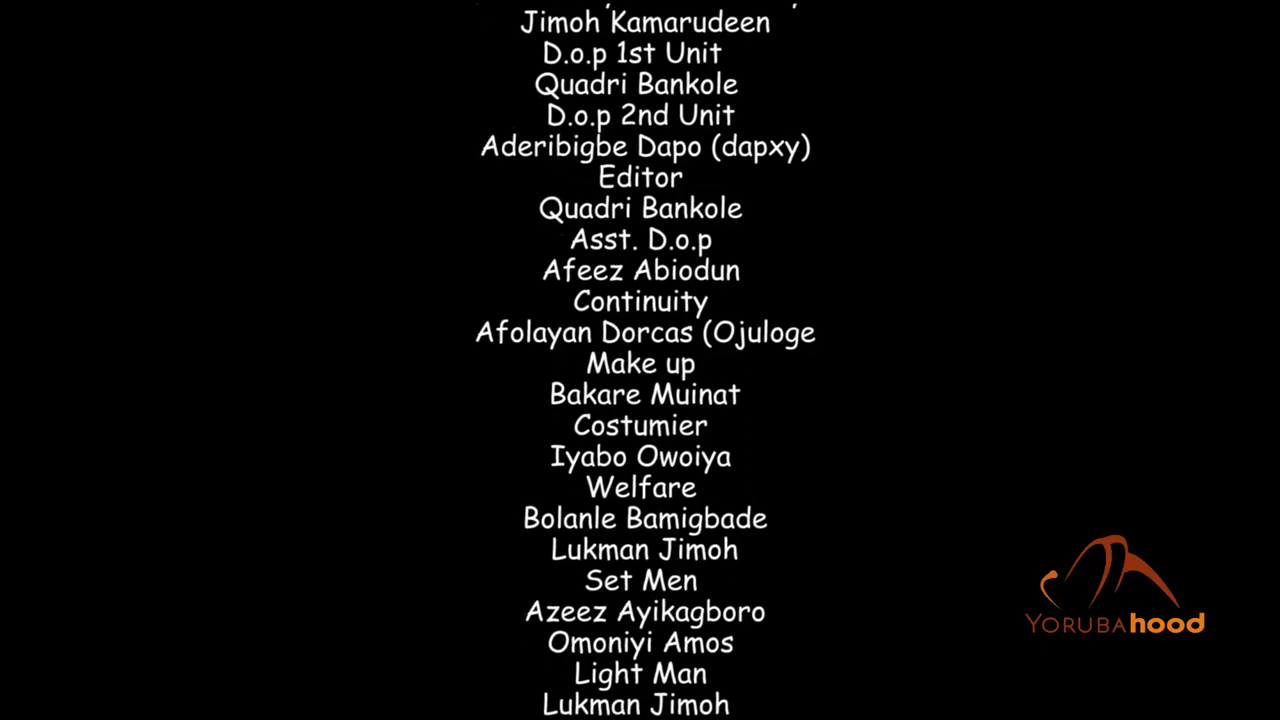 Jimoh Kamarudeen
D.o.p 1st Unit
Quadri Bankole
D.o.p 2nd Unit
Aderibigbe Dapo (dapxy)
Editor
Quadri Bankole
Asst. D.o.p
Afeez Abiodun
Continuity
Afolayan Dorcas (Ojuloge
Make up
Bakare Muinat
Costumier
Iyabo Owoiya
Welfare
Bolanle Bamigbade
Lukman Jimoh
Set Men
Azeez Ayikagboro
Omoniyi Amos
Light Man
Lukman Jimoh
YORUBAhood